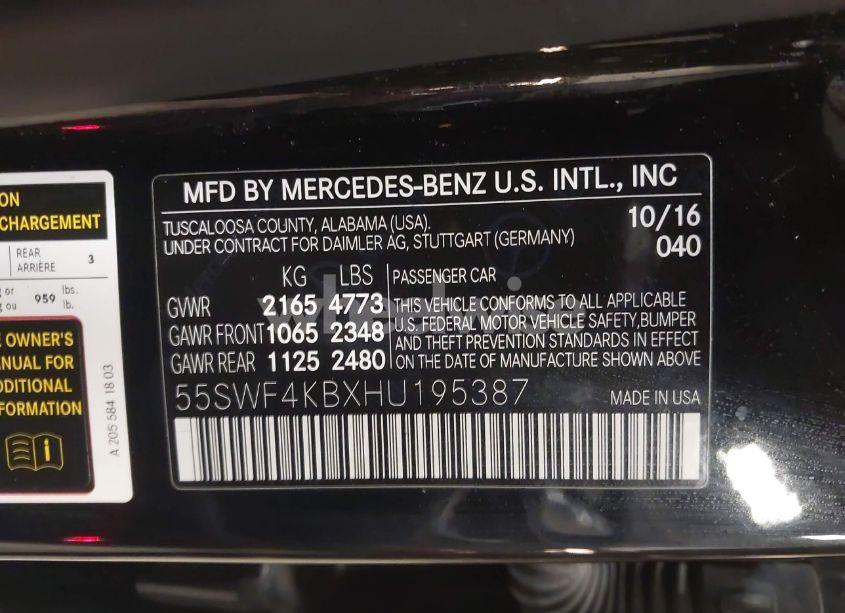 ON
CHARGEMENT
REAR
ARRIÈRE 3
g or
g ou 959 lbs.
lb.
E OWNER'S
ANUAL FOR
DDITIONAL
FORMATION
A 205 584 18 03
MFD BY MERCEDES-BENZ U.S. INTL., INC
TUSCALOOSA COUNTY, ALABAMA (USA). 10/16
UNDER CONTRACT FOR DAIMLER AG, STUTTGART (GERMANY) 040
KG LBS PASSENGER CAR
GVWR 2165 4773 THIS VEHICLE CONFORMS TO ALL APPLICABLE
GAWR FRONT 1065 2348 U.S. FEDERAL MOTOR VEHICLE SAFETY, BUMPER
AND THEFT PREVENTION STANDARDS IN EFFECT
GAWR REAR 1125 2480 ON THE DATE OF MANUFACTURE SHOWN ABOVE
55SWF4KBXHU195387 MADE IN USA